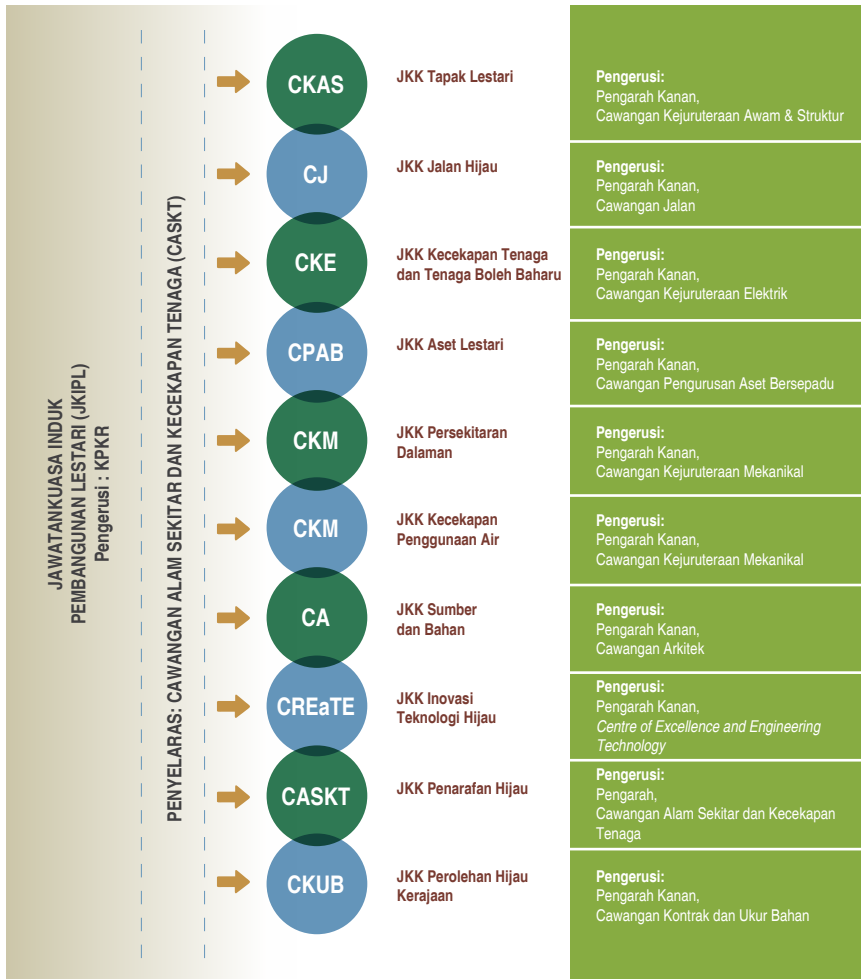 JAWATANKUASA INDUK
PEMBANGUNAN LESTARI (JKIPL)
Pengerusi : KPKR
PENYELARAS: CAWANGAN ALAM SEKITAR DAN KECEKAPAN TENAGA (CASKT)
CKAS
JKK Tapak Lestari
Pengerusi:
Pengarah Kanan,
Cawangan Kejuruteraan Awam & Struktur
CJ
JKK Jalan Hijau
Pengerusi:
Pengarah Kanan,
Cawangan Jalan
CKE
JKK Kecekapan Tenaga
dan Tenaga Boleh Baharu
Pengerusi:
Pengarah Kanan,
Cawangan Kejuruteraan Elektrik
CPAB
JKK Aset Lestari
Pengerusi:
Pengarah Kanan,
Cawangan Pengurusan Aset Bersepadu
CKM
JKK Persekitaran
Dalaman
Pengerusi:
Pengarah Kanan,
Cawangan Kejuruteraan Mekanikal
CKM
JKK Kecekapan
Penggunaan Air
Pengerusi:
Pengarah Kanan,
Cawangan Kejuruteraan Mekanikal
CA
JKK Sumber
dan Bahan
Pengerusi:
Pengarah Kanan,
Cawangan Arkitek
CREaTE
JKK Inovasi
Teknologi Hijau
Pengerusi:
Pengarah Kanan,
Centre of Excellence and Engineering
Technology
CASKT
JKK Penarafan Hijau
Pengerusi:
Pengarah,
Cawangan Alam Sekitar dan Kecekapan
Tenaga
CKUB
JKK Perolehan Hijau
Kerajaan
Pengerusi:
Pengarah Kanan,
Cawangan Kontrak dan Ukur Bahan